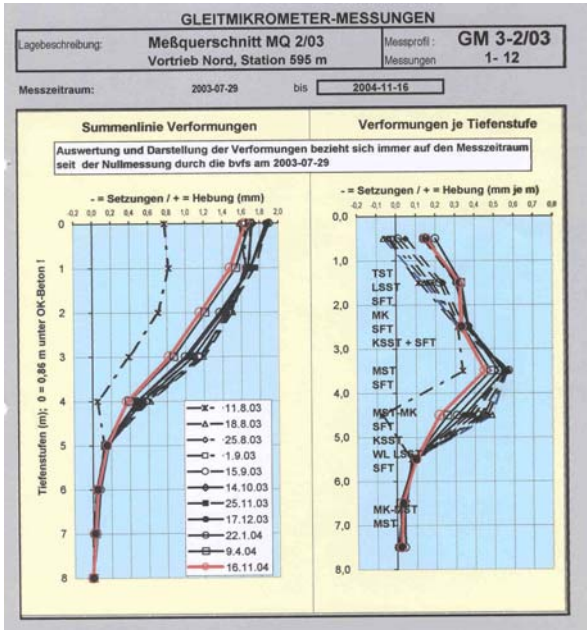 GLEITMIKROMETER-MESSUNGEN
Lagebeschreibung: Meßquerschnitt MQ 2/03 Messprofil : GM 3-2/03
Vortrieb Nord, Station 595 m Messungen 1- 12
Messzeitraum: 2003-07-29 bis 2004-11-16
Summenlinie Verformungen Verformungen je Tiefenstufe
Auswertung und Darstellung der Verformungen bezieht sich immer auf den Messzeitraum
seit der Nullmessung durch die bvfs am 2003-07-29
- = Setzungen / + = Hebung (mm)
-0,2 0,0 0,2 0,4 0,6 0,8 1,0 1,2 1,4 1,6 1,8 2,0
0
1
2
3
4
5
6
7
8
Tiefenstufen (m); 0 = 0,86 m unter OK-Beton !
11.8.03
18.8.03
25.8.03
1.9.03
15.9.03
14.10.03
25.11.03
17.12.03
22.1.04
9.4.04
16.11.04
- = Setzungen / + = Hebung (mm je m)
-0,2 -0,1 0,0 0,1 0,2 0,3 0,4 0,5 0,6 0,7 0,8
0,0
1,0
2,0
3,0
4,0
5,0
6,0
7,0
8,0
TST
LSST
SFT
MK
SFT
KSST + SFT
MST
SFT
MST-MK
SFT
KSST
WL LSST
SFT
MK-MST
MST